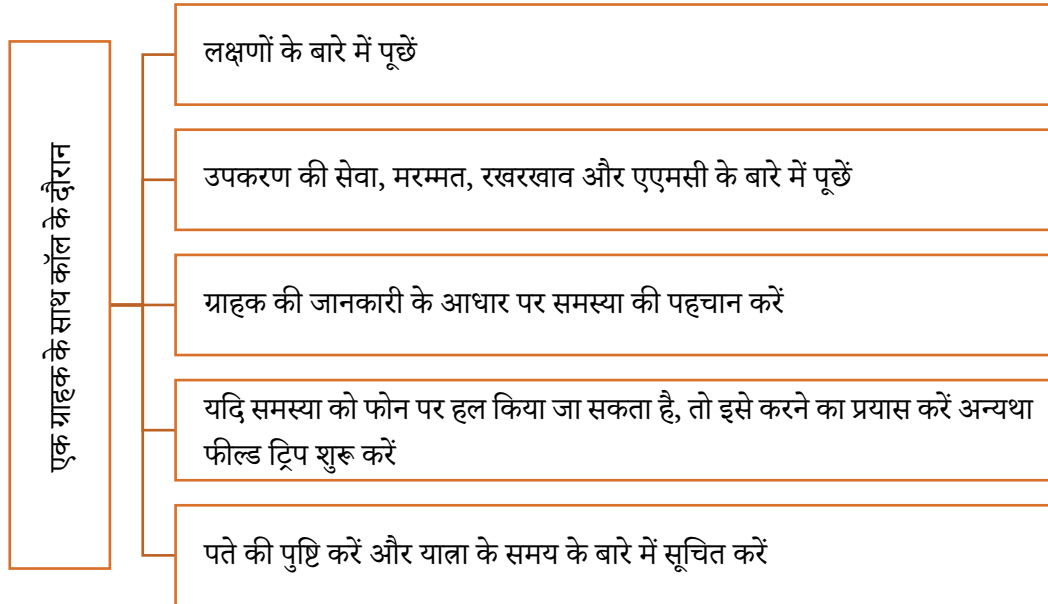 एक ग्राहक के साथ कॉल के दौरान
लक्षणों के बारे में पूछें
उपकरण की सेवा, मरम्मत, रखरखाव और एएमसी के बारे में पूछें
ग्राहक की जानकारी के आधार पर समस्या की पहचान करें
यदि समस्या को फोन पर हल किया जा सकता है, तो इसे करने का प्रयास करें अन्यथा
फील्ड ट्रिप शुरू करें
पते की पुष्टि करें और यात्रा के समय के बारे में सूचित करें